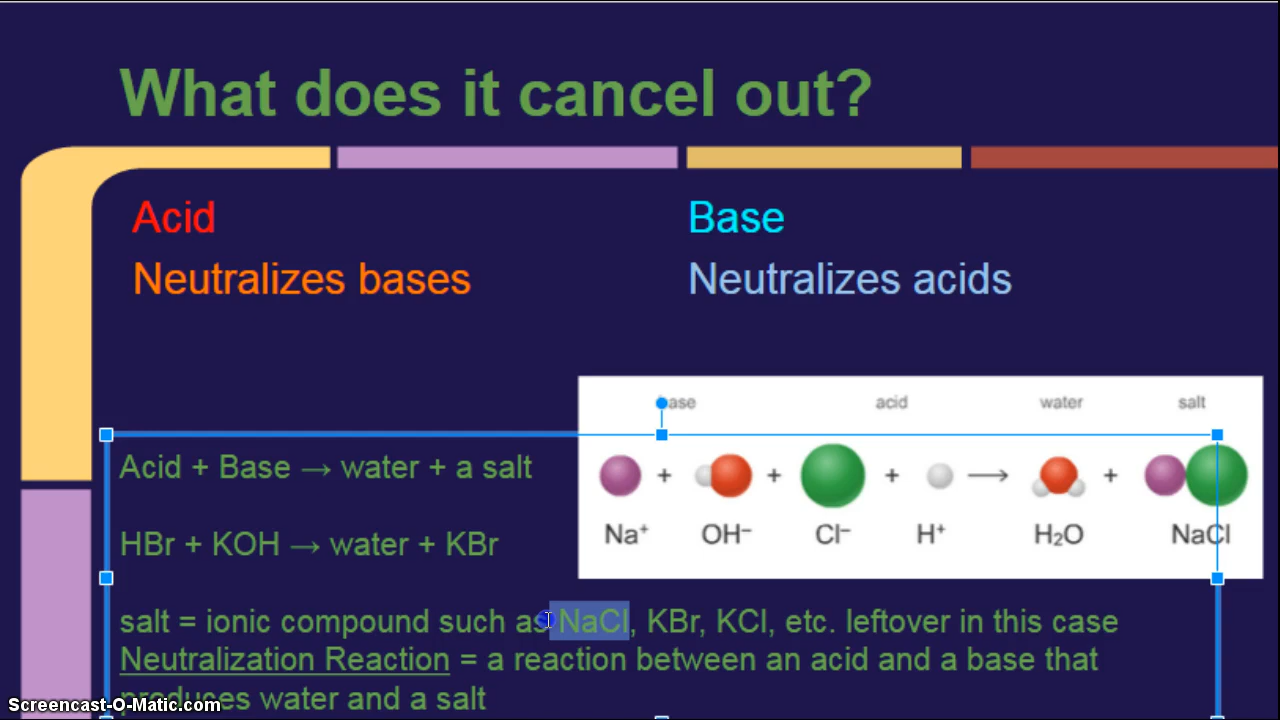 What does it cancel out?
Acid
Neutralizes bases
Base
Neutralizes acids
ase acid water salt
+ + + → +
Na⁺ OH⁻ Cl⁻ H⁺ H₂O NaCl
Acid + Base → water + a salt
HBr + KOH → water + KBr
salt = ionic compound such as NaCl, KBr, KCl, etc. leftover in this case
Neutralization Reaction = a reaction between an acid and a base that
produces water and a salt
Screencast-O-Matic.com